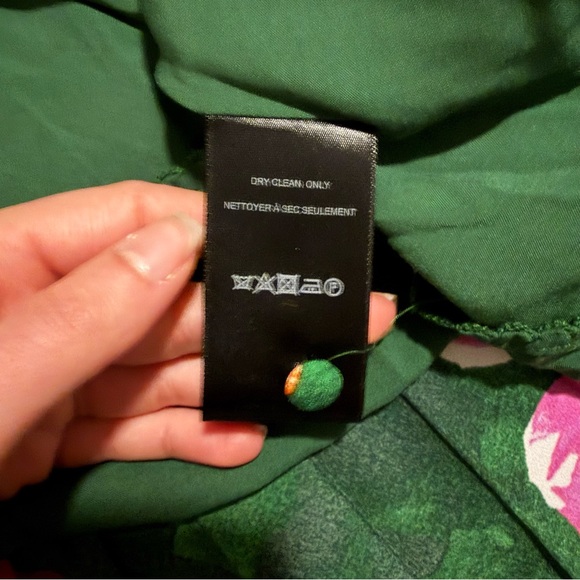 DRY CLEAN ONLY
NETTOYER À SEC SEULEMENT
P